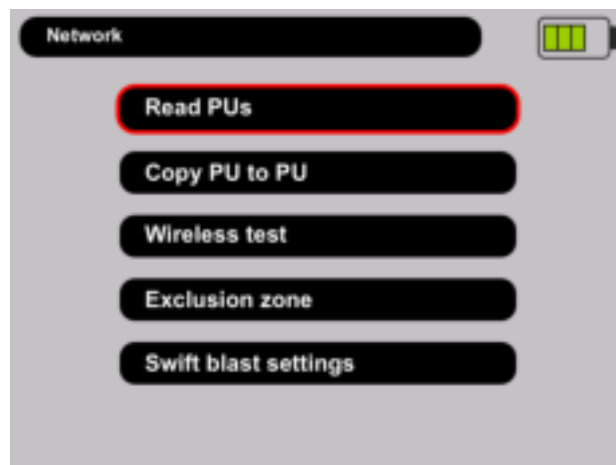 Network
Read PUs
Copy PU to PU
Wireless test
Exclusion zone
Swift blast settings